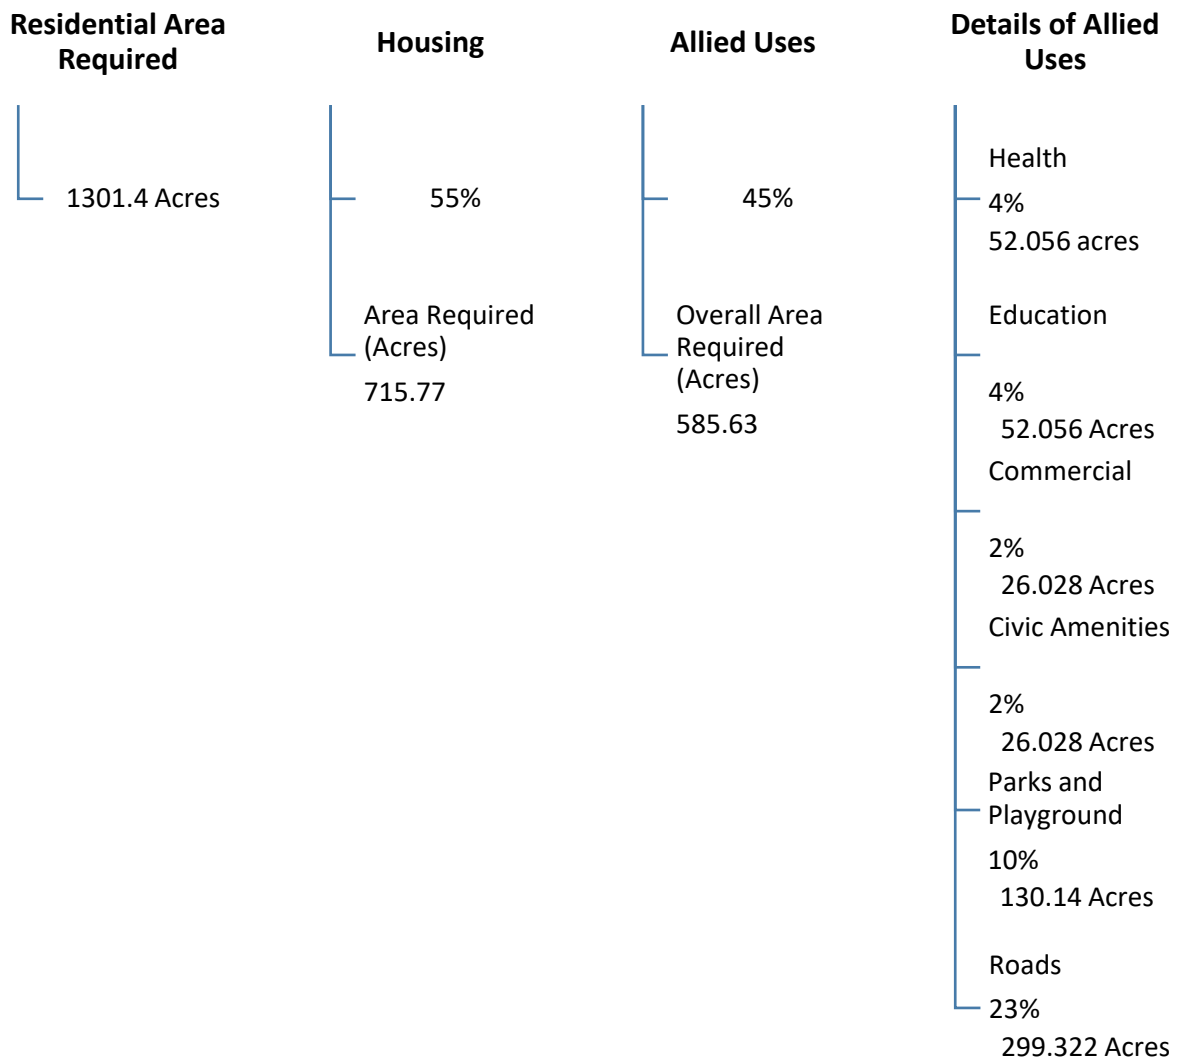 Residential Area
Required
1301.4 Acres
Housing
55%
Area Required
(Acres)
715.77
Allied Uses
45%
Overall Area
Required
(Acres)
585.63
Details of Allied
Uses
Health
4%
52.056 acres
Education
4%
52.056 Acres
Commercial
2%
26.028 Acres
Civic Amenities
2%
26.028 Acres
Parks and
Playground
10%
130.14 Acres
Roads
23%
299.322 Acres